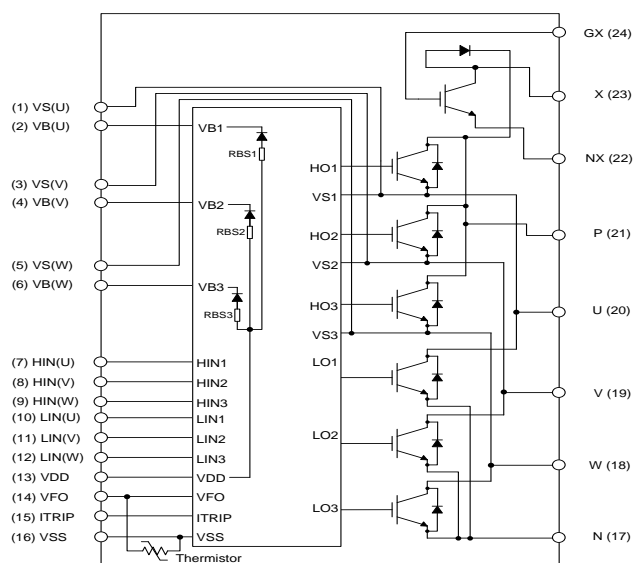 GX (24)
X (23)
NX (22)
P (21)
U (20)
V (19)
W (18)
N (17)
(1) VS(U)
(2) VB(U)
(3) VS(V)
(4) VB(V)
(5) VS(W)
(6) VB(W)
(7) HIN(U)
(8) HIN(V)
(9) HIN(W)
(10) LIN(U)
(11) LIN(V)
(12) LIN(W)
(13) VDD
(14) VFO
(15) ITRIP
(16) VSS
VB1
RBS1
VB2
RBS2
VB3
RBS3
HIN1
HIN2
HIN3
LIN1
LIN2
LIN3
VDD
VFO
ITRIP
VSS
Thermistor
HO1
VS1
HO2
VS2
HO3
VS3
LO1
LO2
LO3